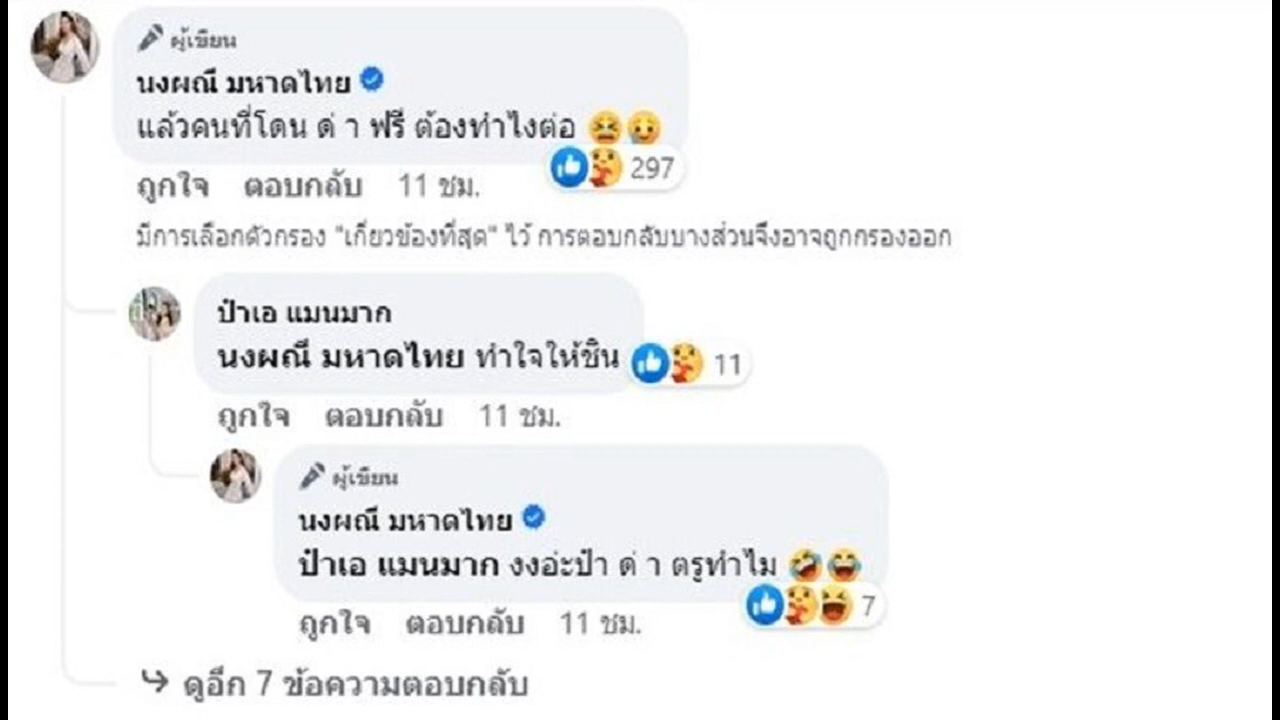 ผู้เขียน
นงผณี มหาดไทย
แล้วคนที่โดน ด่ า ฟรี ต้องทำไงต่อ 😫🥲
297
ถูกใจ ตอบกลับ 11 ชม.
มีการเลือกตัวกรอง "เกี่ยวข้องที่สุด" ไว้ การตอบกลับบางส่วนจึงอาจถูกกรองออก
ป๋าเอ แมนมาก
นงผณี มหาดไทย ทำใจให้ชิน
11
ถูกใจ ตอบกลับ 11 ชม.
ผู้เขียน
นงผณี มหาดไทย
ป๋าเอ แมนมาก งงอ่ะป๋า ด่ า ตรูทำไม 🤣😂
7
ถูกใจ ตอบกลับ 11 ชม.
ดูอีก 7 ข้อความตอบกลับ